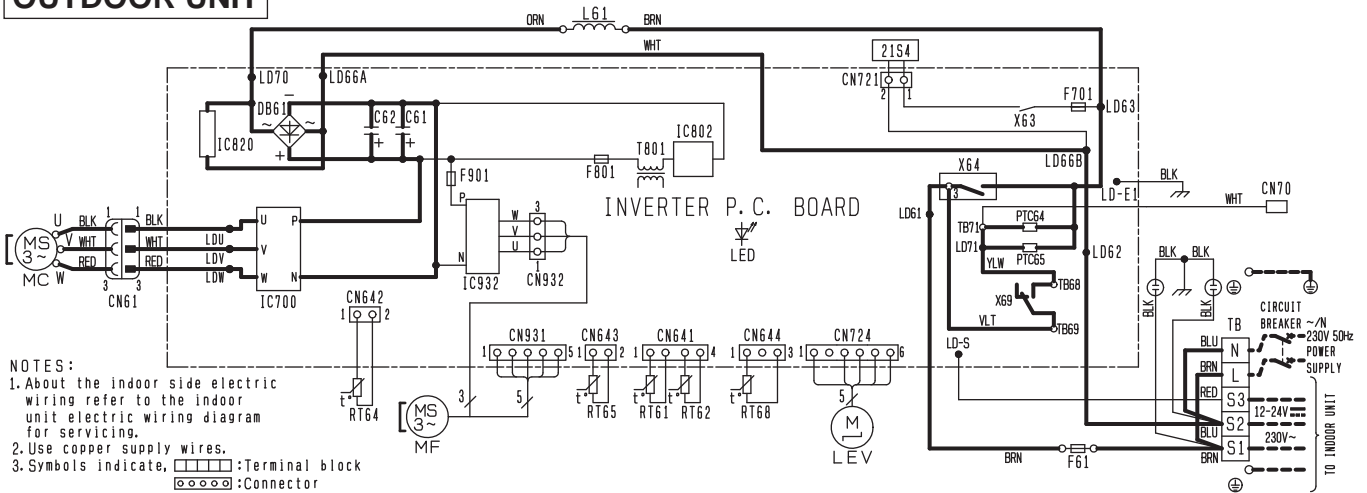 OUTDOOR UNIT
ORN L61 BRN
WHT
21S4
LD70 LD66A
CN721
2 1
F701
X63
LD63
DB61
−
~ ~
+
IC820
C62 C61
+ +
T801
IC802
F801
F901
LD66B
X64
3
LD-E1
BLK
WHT
CN70
INVERTER P. C. BOARD
LED
LD61
TB71
PTC64
LD71
PTC65
YLW
LD62
X69
TB68
VLT
TB69
U BLK 1 1 BLK LDU U P
V WHT WHT LDV V
W RED 3 3 RED LDW W N
MS
3~
MC
CN61
IC700
P
N
W 3
V
U 1
IC932
CN932
CN642
1 2
t°
RT64
CN931
1 5
CN643
1 2
CN641
1 4
CN644
1 3
CN724
1 6
LD-S
t°
RT65
t°
RT61
t°
RT62
t°
RT68
3 5
MS
3~
MF
5
M
LEV
BLK BLK
BLK BLK
TB
CIRCUIT
BREAKER ~/N
230V 50Hz
POWER
SUPPLY
BLU N
BRN L
RED S3
12-24V
S2
BLU
230V~
S1
BRN
BRN F61
TO INDOOR UNIT
NOTES:
1. About the indoor side electric
wiring refer to the indoor
unit electric wiring diagram
for servicing.
2. Use copper supply wires.
3. Symbols indicate, :Terminal block
:Connector